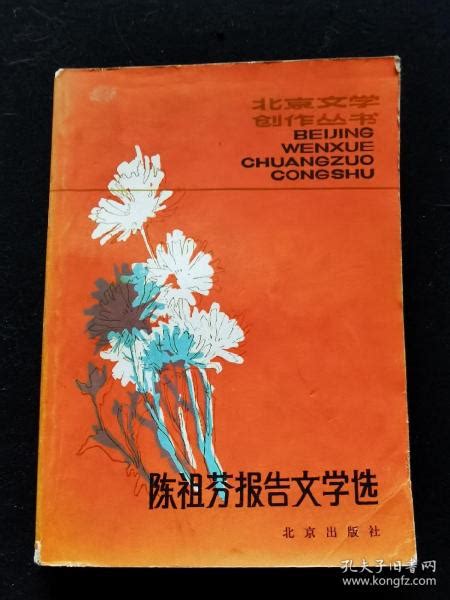 北京文学
创作丛书
BEIJING
WENXUE
CHUANGZUO
CONGSHU
陈祖芬报告文学选
北京出版社
孔夫子旧书网
www.kongfz.com